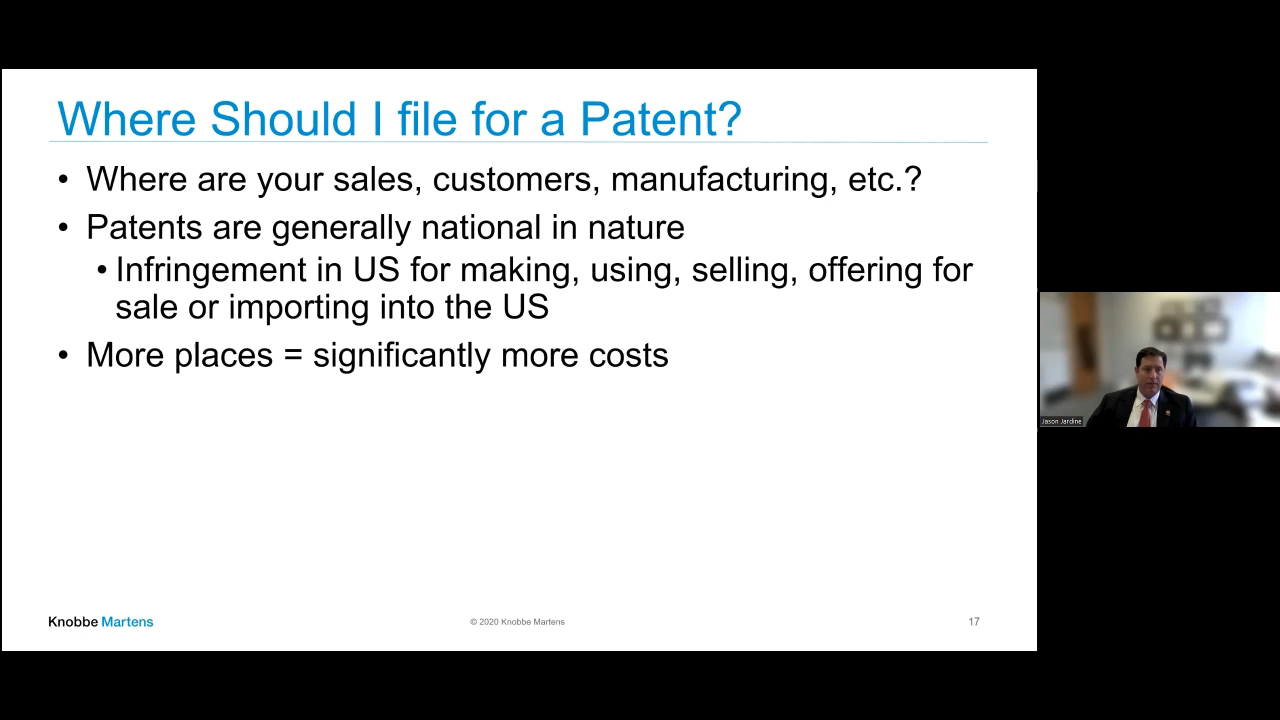 Where Should I file for a Patent?
• Where are your sales, customers, manufacturing, etc.?
• Patents are generally national in nature
• Infringement in US for making, using, selling, offering for
sale or importing into the US
• More places = significantly more costs
Jason Jardine
Knobbe Martens
© 2020 Knobbe Martens
17